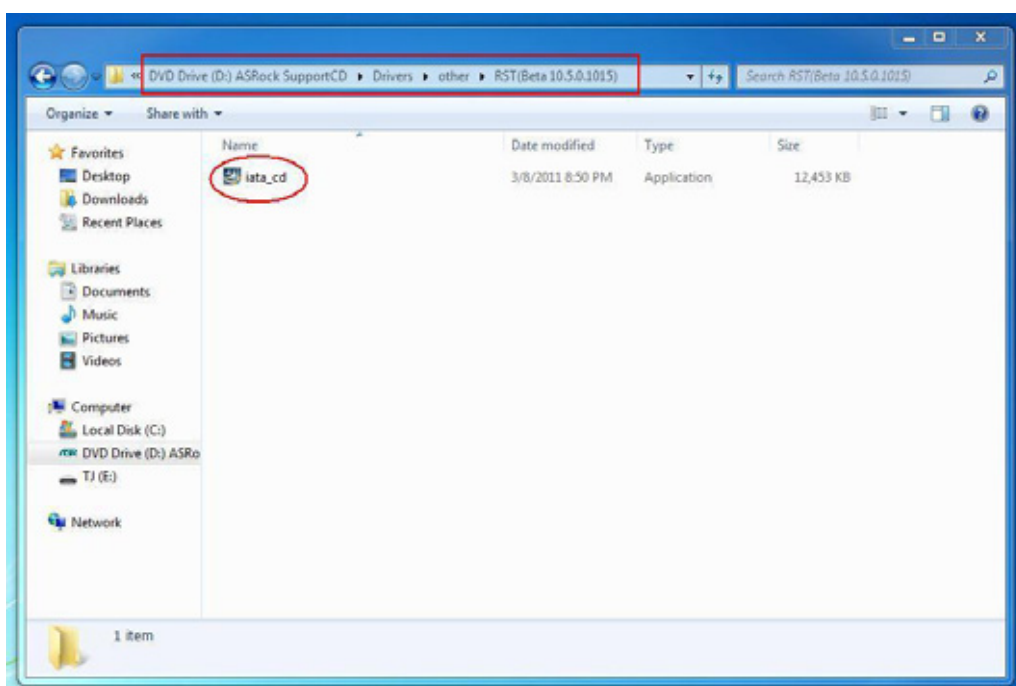 « DVD Drive (D:) ASRock SupportCD ▸ Drivers ▸ other ▸ RST(Beta 10.5.0.1015)
Search RST(Beta 10.5.0.1015)
Organize Share with
Name Date modified Type Size
iata_cd 3/8/2011 8:50 PM Application 12,453 KB
Favorites
Desktop
Downloads
Recent Places
Libraries
Documents
Music
Pictures
Videos
Computer
Local Disk (C:)
DVD Drive (D:) ASRo
TJ (E:)
Network
1 item